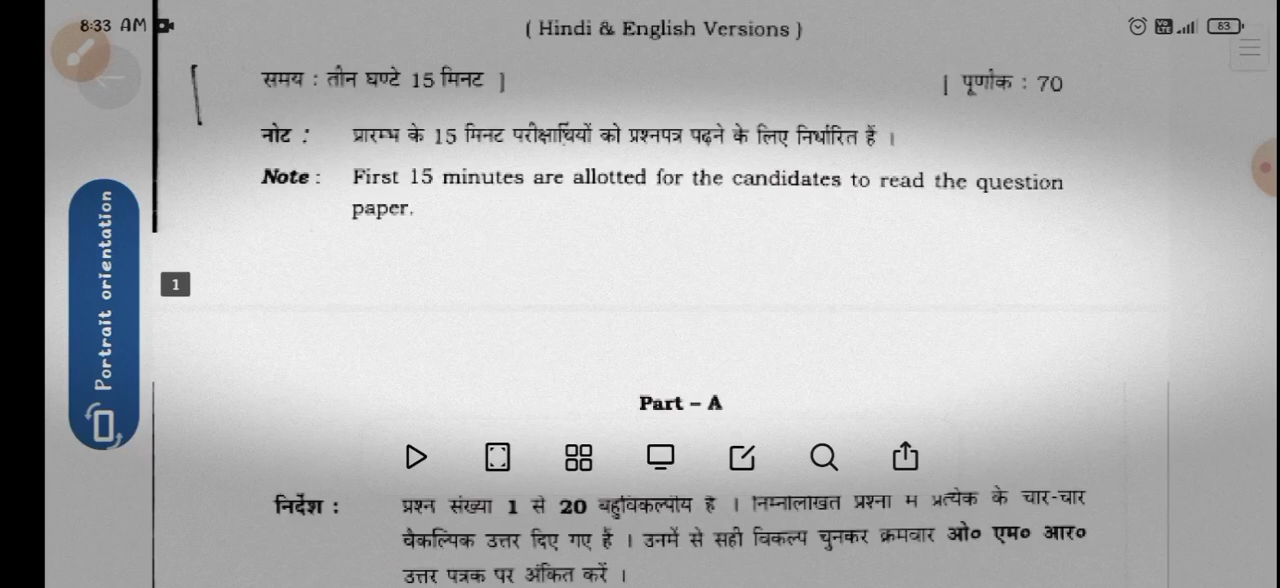 8:33 AM
( Hindi & English Versions )
83
समय : तीन घण्टे 15 मिनट ]
| पूर्णांक : 70
नोट : प्रारम्भ के 15 मिनट परीक्षार्थियों को प्रश्नपत्र पढ़ने के लिए निर्धारित हैं ।
Note : First 15 minutes are allotted for the candidates to read the question
paper.
Portrait orientation
1
Part – A
निर्देश : प्रश्न संख्या 1 से 20 बहुविकल्पीय हैं । निम्नलिखित प्रश्नों में प्रत्येक के चार-चार
वैकल्पिक उत्तर दिए गए हैं । उनमें से सही विकल्प चुनकर क्रमवार ओ० एम० आर०
उत्तर पत्रक पर अंकित करें ।